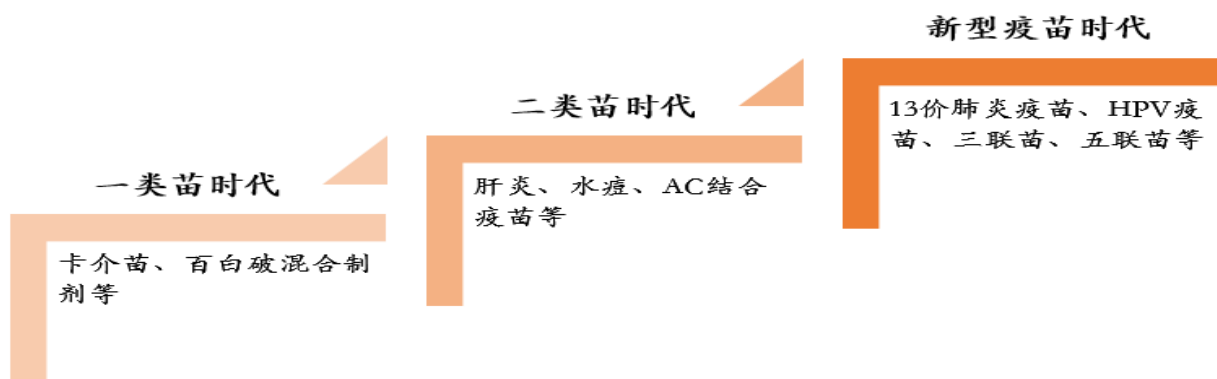 一类苗时代
卡介苗、百白破混合制
剂等
二类苗时代
肝炎、水痘、AC结合
疫苗等
新型疫苗时代
13价肺炎疫苗、HPV疫
苗、三联苗、五联苗等